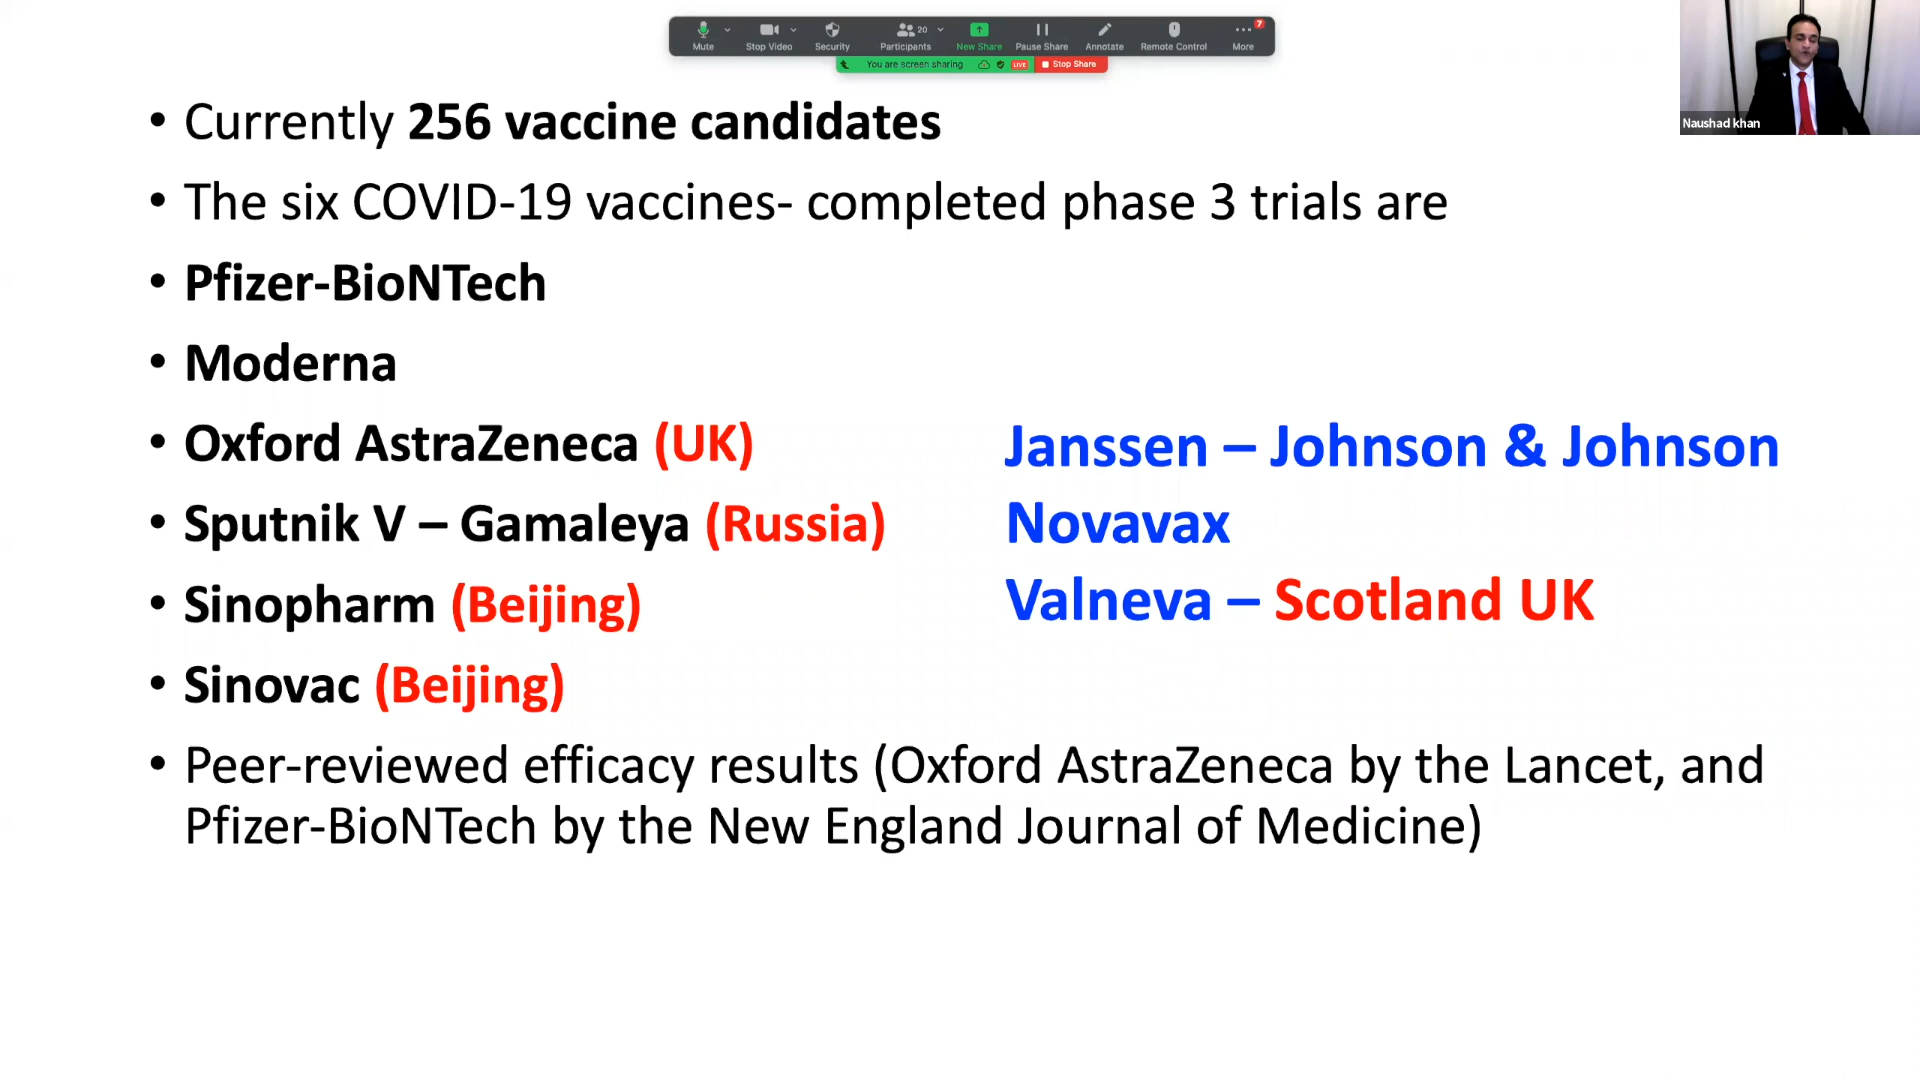 Mute
Stop Video
Security
20
Participants
New Share
Pause Share
Annotate
Remote Control
7
More
You are screen sharing
LIVE
Stop Share
Naushad khan
• Currently 256 vaccine candidates
• The six COVID-19 vaccines- completed phase 3 trials are
• Pfizer-BioNTech
• Moderna
• Oxford AstraZeneca (UK)
• Sputnik V – Gamaleya (Russia)
• Sinopharm (Beijing)
• Sinovac (Beijing)
Janssen – Johnson & Johnson
Novavax
Valneva – Scotland UK
• Peer-reviewed efficacy results (Oxford AstraZeneca by the Lancet, and
Pfizer-BioNTech by the New England Journal of Medicine)